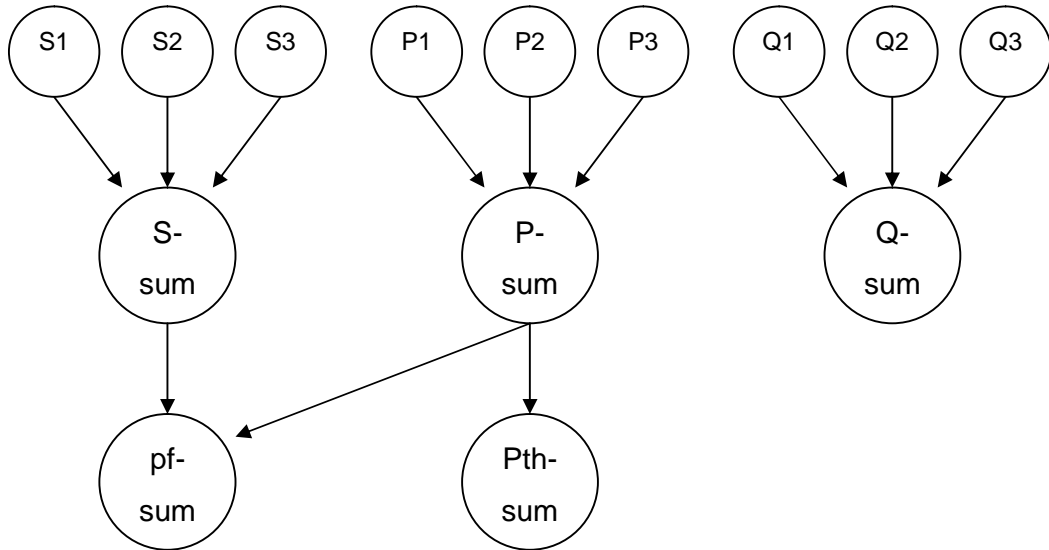 S1 S2 S3 P1 P2 P3 Q1 Q2 Q3
S-
sum
P-
sum
Q-
sum
pf-
sum
Pth-
sum